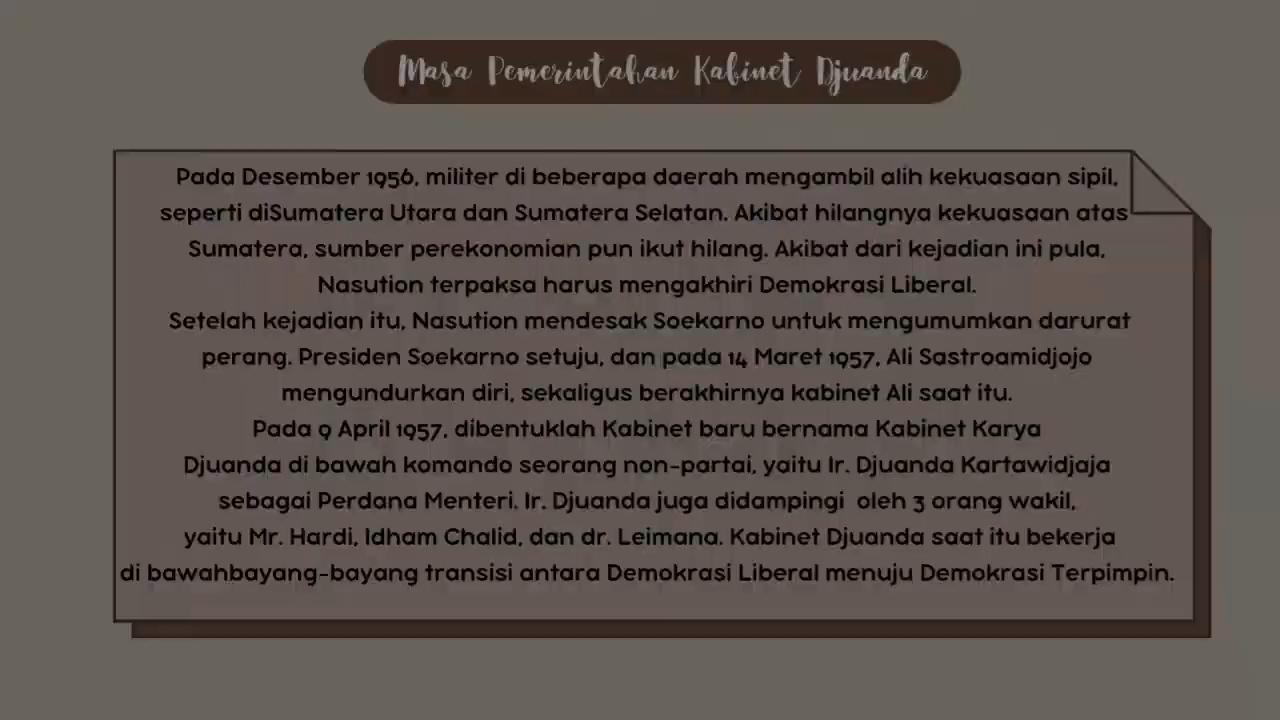 Masa Pemerintahan Kabinet Djuanda
Pada Desember 1956, militer di beberapa daerah mengambil alih kekuasaan sipil,
seperti diSumatera Utara dan Sumatera Selatan. Akibat hilangnya kekuasaan atas
Sumatera, sumber perekonomian pun ikut hilang. Akibat dari kejadian ini pula,
Nasution terpaksa harus mengakhiri Demokrasi Liberal.
Setelah kejadian itu, Nasution mendesak Soekarno untuk mengumumkan darurat
perang. Presiden Soekarno setuju, dan pada 14 Maret 1957, Ali Sastroamidjojo
mengundurkan diri, sekaligus berakhirnya kabinet Ali saat itu.
Pada 9 April 1957, dibentuklah Kabinet baru bernama Kabinet Karya
Djuanda di bawah komando seorang non-partai, yaitu Ir. Djuanda Kartawidjaja
sebagai Perdana Menteri. Ir. Djuanda juga didampingi  oleh 3 orang wakil,
yaitu Mr. Hardi, Idham Chalid, dan dr. Leimana. Kabinet Djuanda saat itu bekerja
di bawahbayang-bayang transisi antara Demokrasi Liberal menuju Demokrasi Terpimpin.